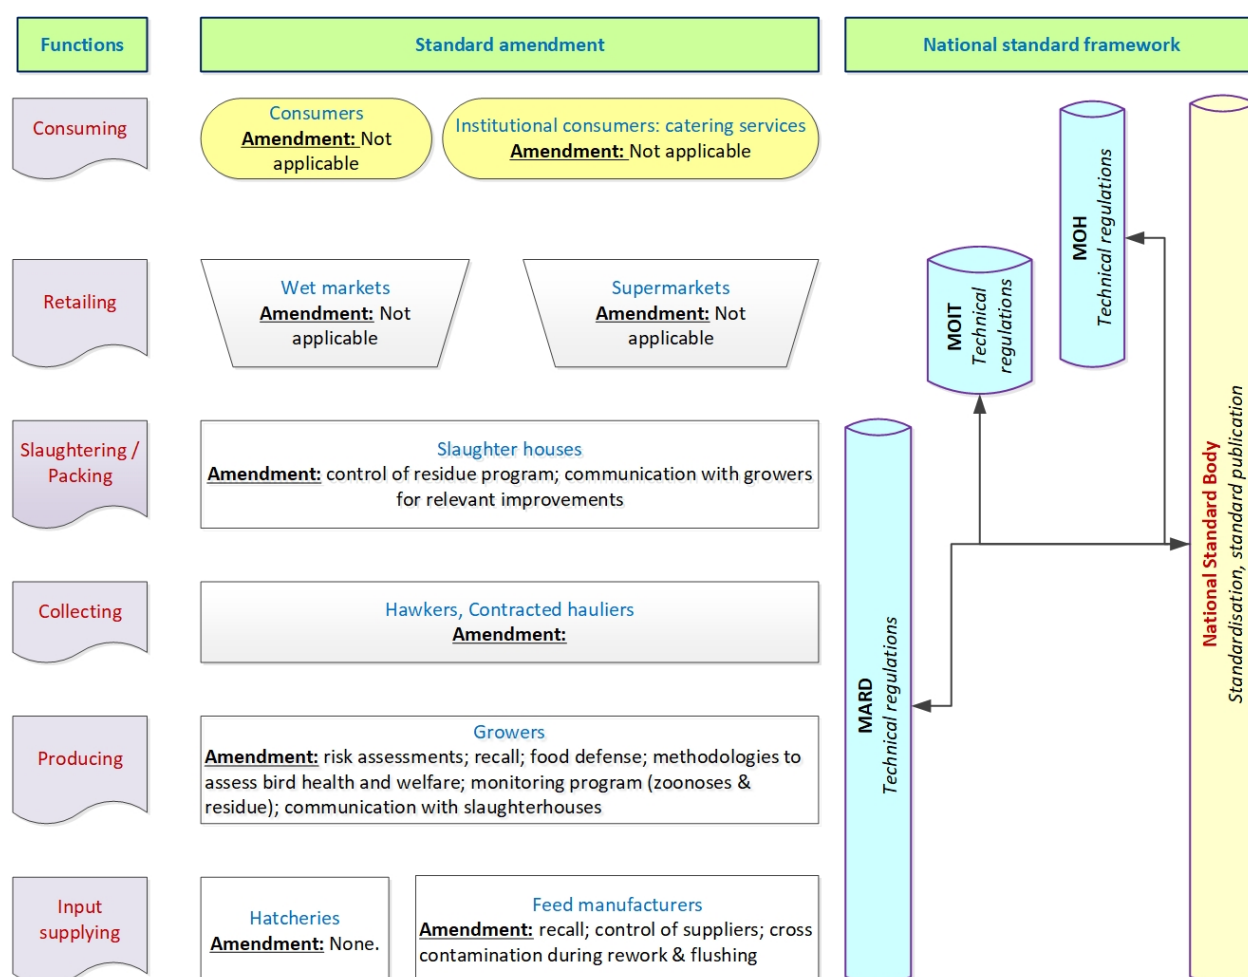 Functions
Standard amendment
National standard framework
Consuming
Consumers
Amendment: Not
applicable
Institutional consumers: catering services
Amendment: Not applicable
MOH
Technical regulations
Retailing
Wet markets
Amendment: Not
applicable
Supermarkets
Amendment: Not
applicable
MOIT
Technical
regulations
Slaughtering /
Packing
Slaughter houses
Amendment: control of residue program; communication with growers
for relevant improvements
National Standard Body
Standardisation, standard publication
Collecting
Hawkers, Contracted hauliers
Amendment:
MARD
Technical regulations
Producing
Growers
Amendment: risk assessments; recall; food defense; methodologies to
assess bird health and welfare; monitoring program (zoonoses &
residue); communication with slaughterhouses
Input
supplying
Hatcheries
Amendment: None.
Feed manufacturers
Amendment: recall; control of suppliers; cross
contamination during rework & flushing